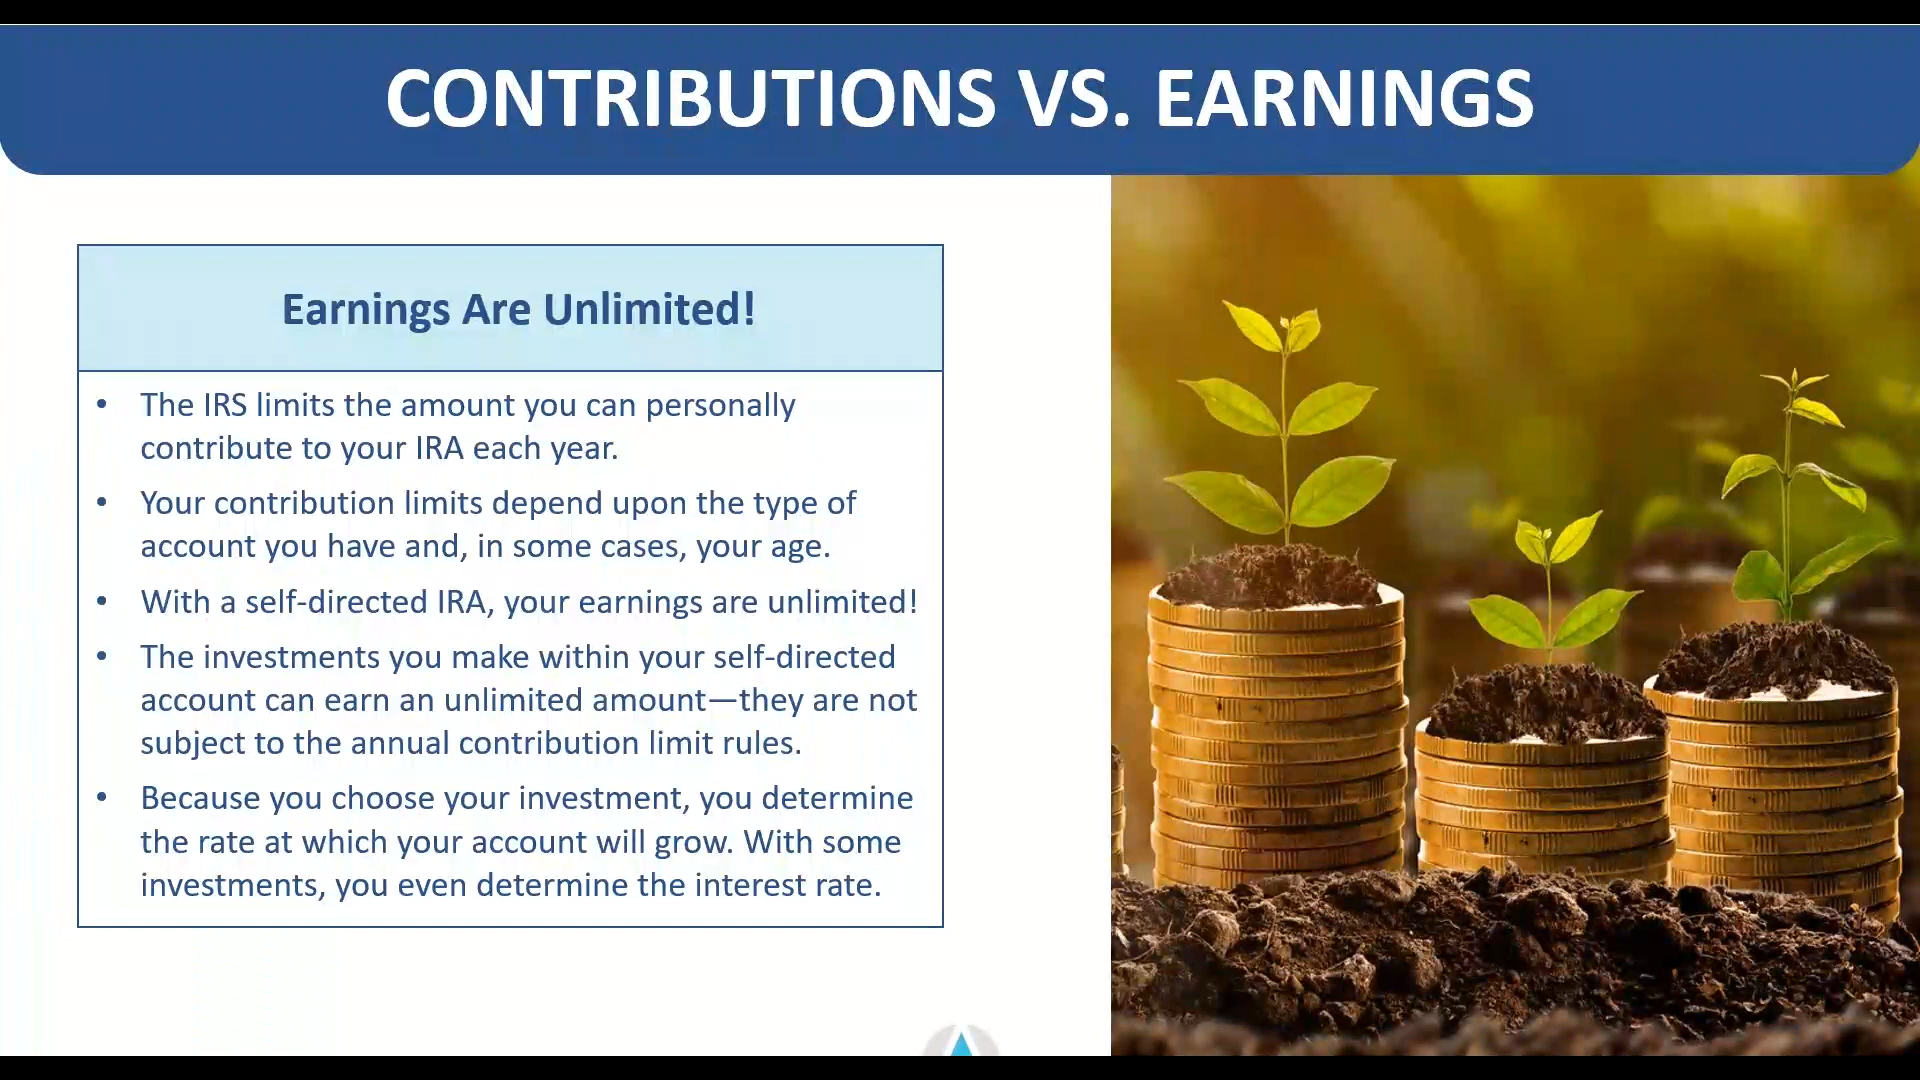 CONTRIBUTIONS VS. EARNINGS
Earnings Are Unlimited!
• The IRS limits the amount you can personally
contribute to your IRA each year.
• Your contribution limits depend upon the type of
account you have and, in some cases, your age.
• With a self-directed IRA, your earnings are unlimited!
• The investments you make within your self-directed
account can earn an unlimited amount—they are not
subject to the annual contribution limit rules.
• Because you choose your investment, you determine
the rate at which your account will grow. With some
investments, you even determine the interest rate.